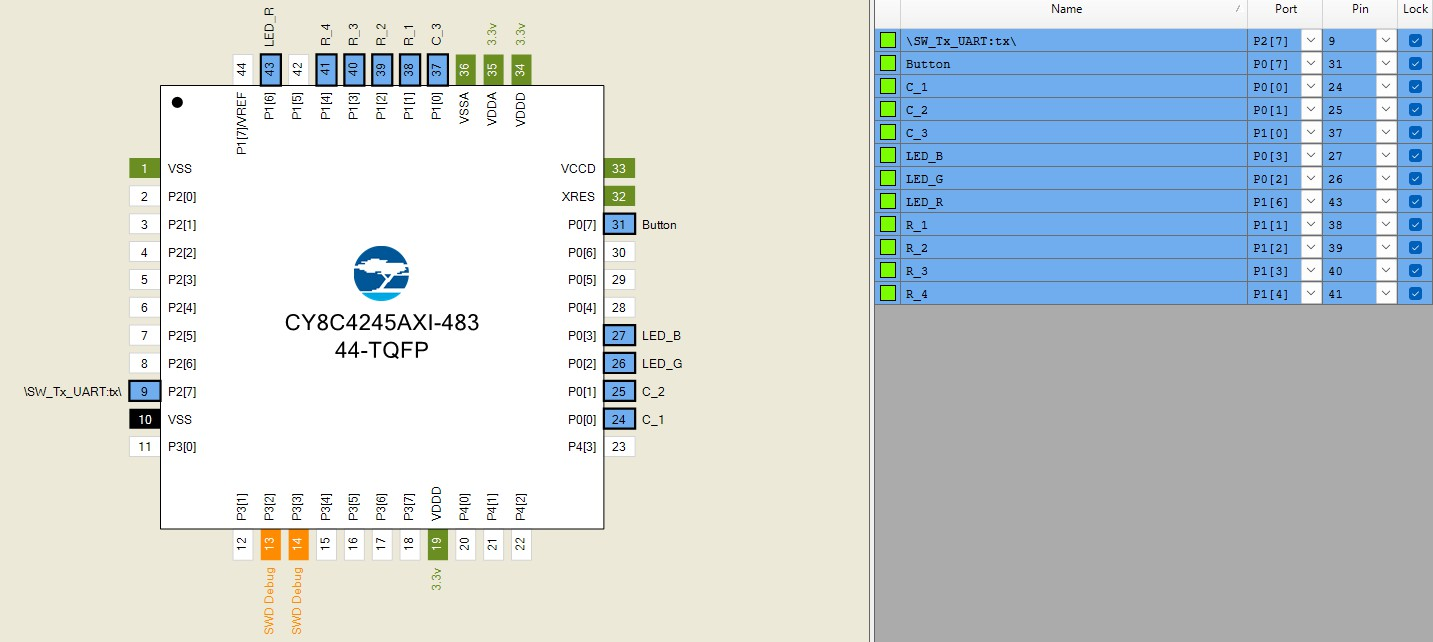 LED_R
R_4
R_3
R_2
R_1
C_3
3.3v
3.3v
44
43
42
41
40
39
38
37
36
35
34
P1[7]/VREF
P1[6]
P1[5]
P1[4]
P1[3]
P1[2]
P1[1]
P1[0]
VSSA
VDDA
VDDD
1 VSS
2 P2[0]
3 P2[1]
4 P2[2]
5 P2[3]
6 P2[4]
7 P2[5]
8 P2[6]
\SW_Tx_UART:tx\ 9 P2[7]
10 VSS
11 P3[0]
CY8C4245AXI-483
44-TQFP
VCCD 33
XRES 32
P0[7] 31 Button
P0[6] 30
P0[5] 29
P0[4] 28
P0[3] 27 LED_B
P0[2] 26 LED_G
P0[1] 25 C_2
P0[0] 24 C_1
P4[3] 23
P3[1]
P3[2]
P3[3]
P3[4]
P3[5]
P3[6]
P3[7]
VDDD
P4[0]
P4[1]
P4[2]
12
13
14
15
16
17
18
19
20
21
22
SWD Debug
SWD Debug
3.3v
Name Port Pin Lock
\SW_Tx_UART:tx\ P2[7] 9
Button P0[7] 31
C_1 P0[0] 24
C_2 P0[1] 25
C_3 P1[0] 37
LED_B P0[3] 27
LED_G P0[2] 26
LED_R P1[6] 43
R_1 P1[1] 38
R_2 P1[2] 39
R_3 P1[3] 40
R_4 P1[4] 41